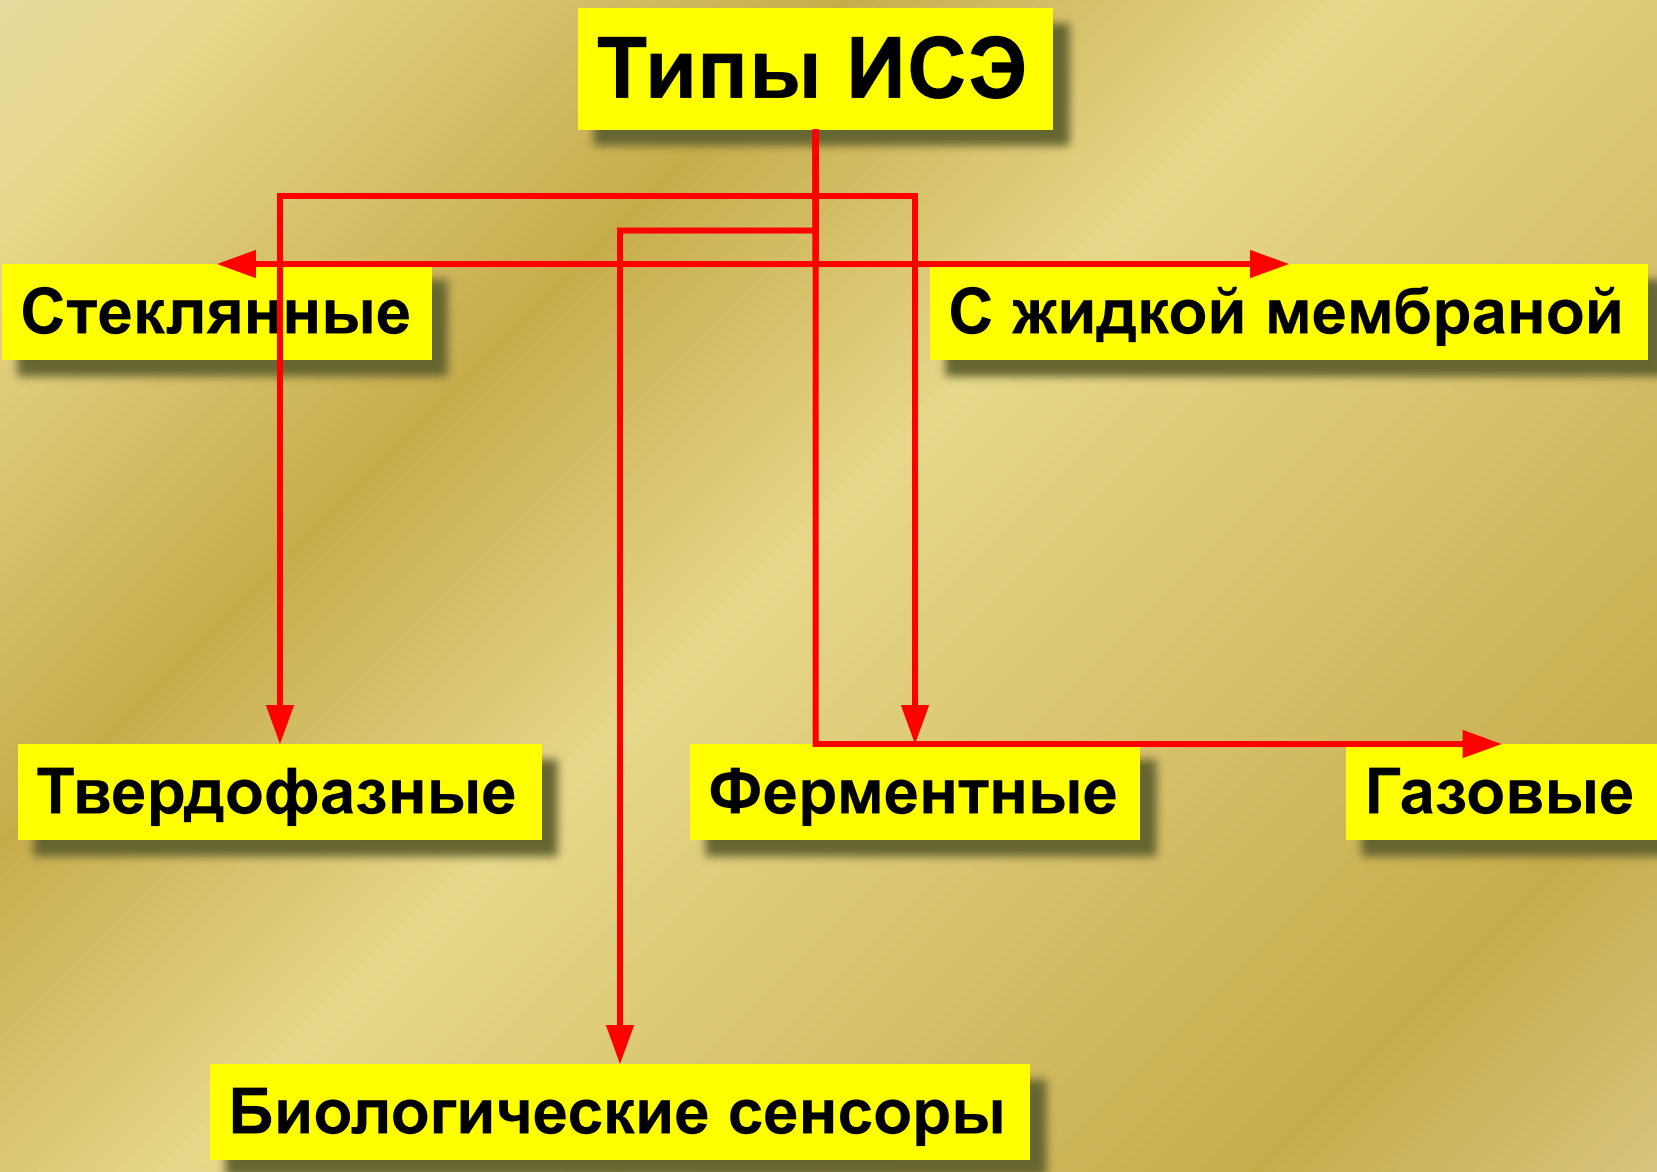 Типы ИСЭ
Стеклянные
С жидкой мембраной
Твердофазные
Ферментные
Газовые
Биологические сенсоры